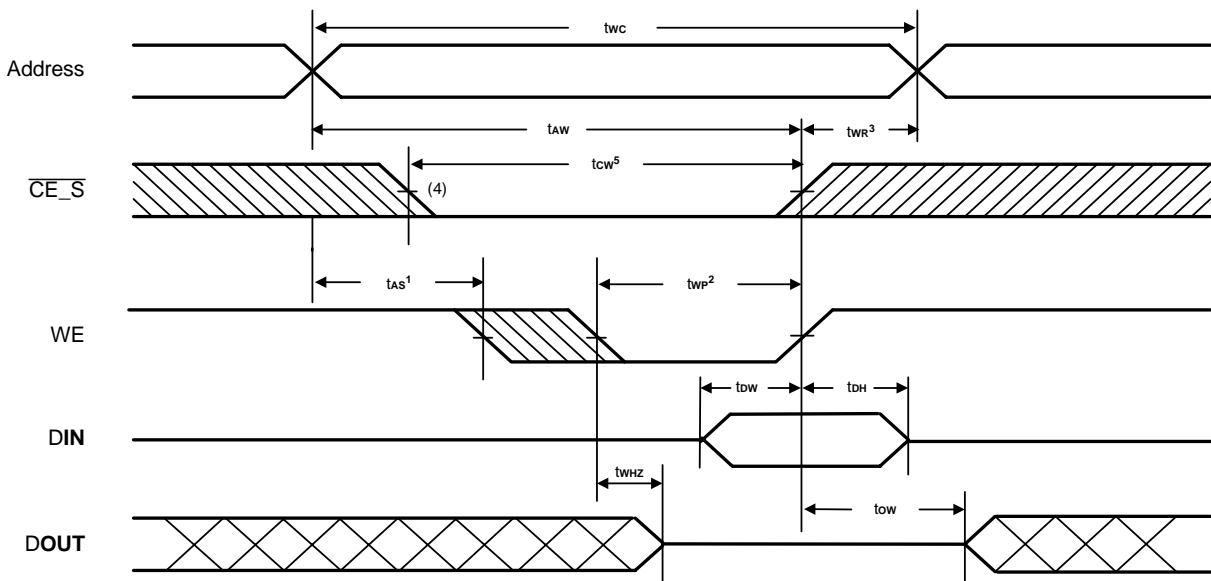 tWC
Address
tAW
tWR3
tCW5
CE_S
(4)
tAS1
tWP2
WE
tDW
tDH
DIN
tWHZ
tOW
DOUT